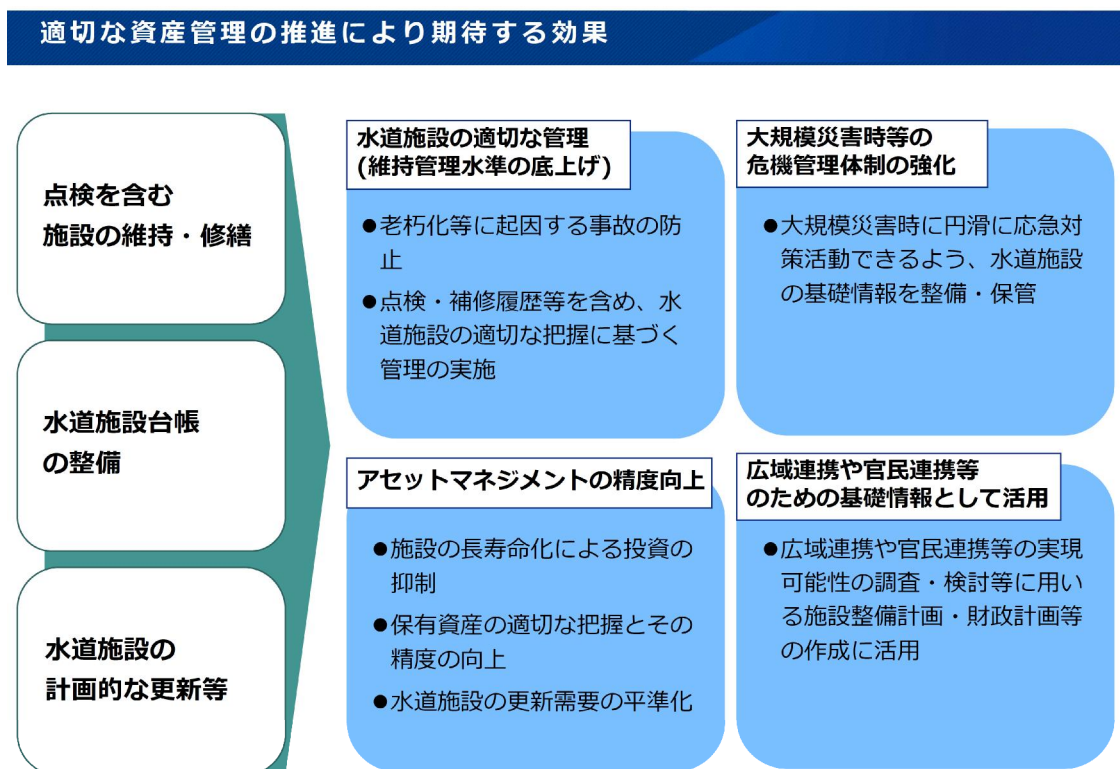 適切な資産管理の推進により期待する効果
点検を含む
施設の維持・修繕
水道施設台帳
の整備
水道施設の
計画的な更新等
水道施設の適切な管理
(維持管理水準の底上げ)
●老朽化等に起因する事故の防
止
●点検・補修履歴等を含め、水
道施設の適切な把握に基づく
管理の実施
大規模災害時等の
危機管理体制の強化
●大規模災害時に円滑に応急対
策活動できるよう、水道施設
の基礎情報を整備・保管
アセットマネジメントの精度向上
●施設の長寿命化による投資の
抑制
●保有資産の適切な把握とその
精度の向上
●水道施設の更新需要の平準化
広域連携や官民連携等
のための基礎情報として活用
●広域連携や官民連携等の実現
可能性の調査・検討等に用い
る施設整備計画・財政計画等
の作成に活用